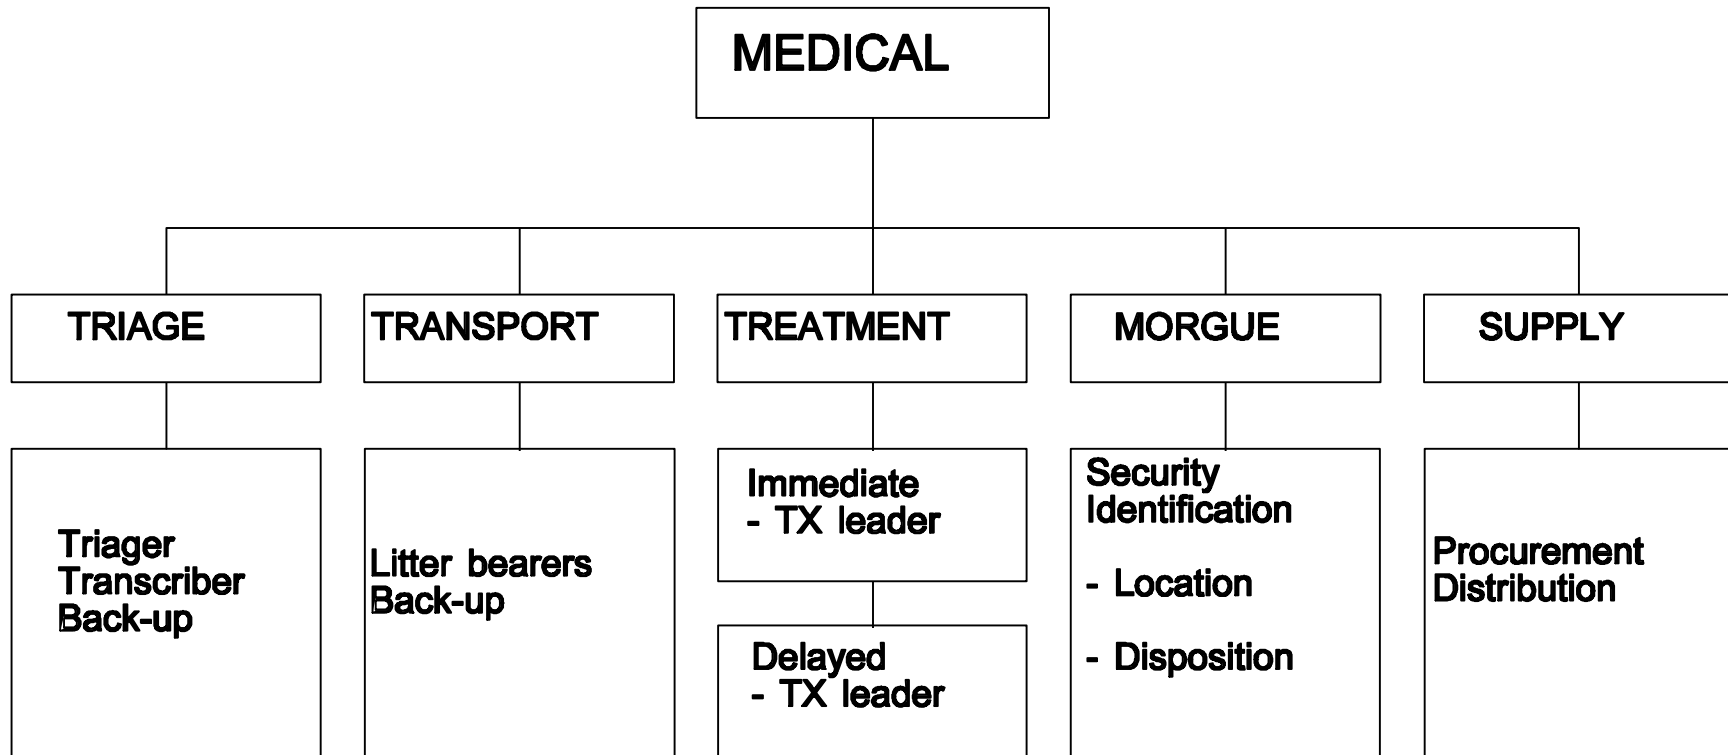 MEDICAL
TRIAGE
TRANSPORT
TREATMENT
MORGUE
SUPPLY
Triager
Transcriber
Back-up
Litter bearers
Back-up
Immediate
- TX leader
Delayed
- TX leader
Security
Identification
- Location
- Disposition
Procurement
Distribution